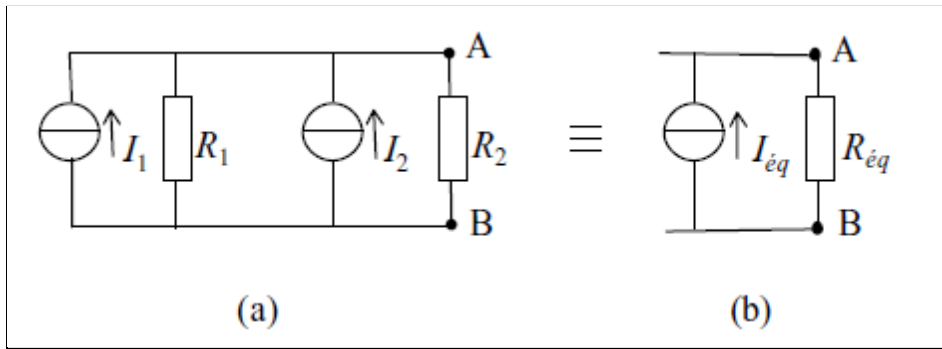 A
I₁ R₁ I₂ R₂ ≡ Iéq Réq
B
A
B
(a) (b)